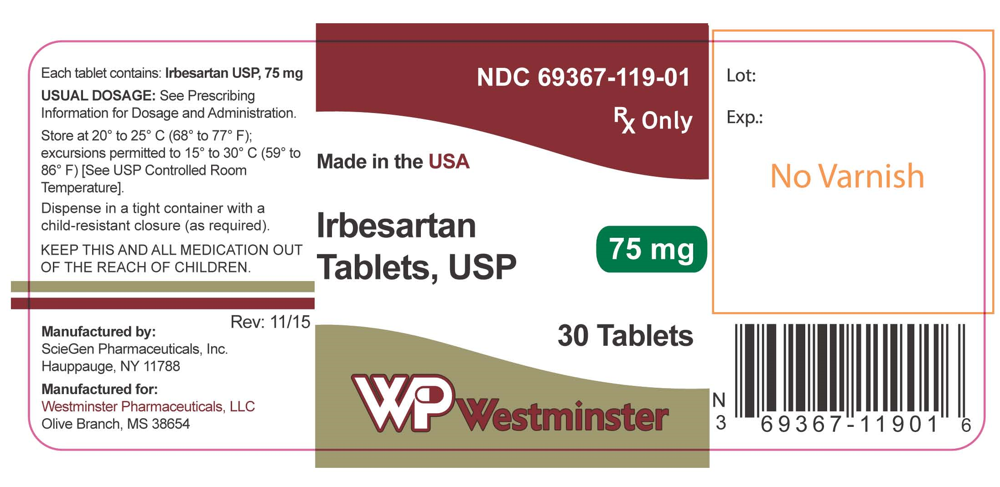 Each tablet contains: Irbesartan USP, 75 mg
USUAL DOSAGE: See Prescribing
Information for Dosage and Administration.
Store at 20° to 25° C (68° to 77° F);
excursions permitted to 15° to 30° C (59° to
86° F) [See USP Controlled Room
Temperature].
Dispense in a tight container with a
child-resistant closure (as required).
KEEP THIS AND ALL MEDICATION OUT
OF THE REACH OF CHILDREN.
Rev: 11/15
Manufactured by:
ScieGen Pharmaceuticals, Inc.
Hauppauge, NY 11788
Manufactured for:
Westminster Pharmaceuticals, LLC
Olive Branch, MS 38654
NDC 69367-119-01
Rx Only
Made in the USA
Irbesartan
Tablets, USP
75 mg
30 Tablets
WP Westminster
Lot:
Exp.:
No Varnish
N
3 69367-11901 6